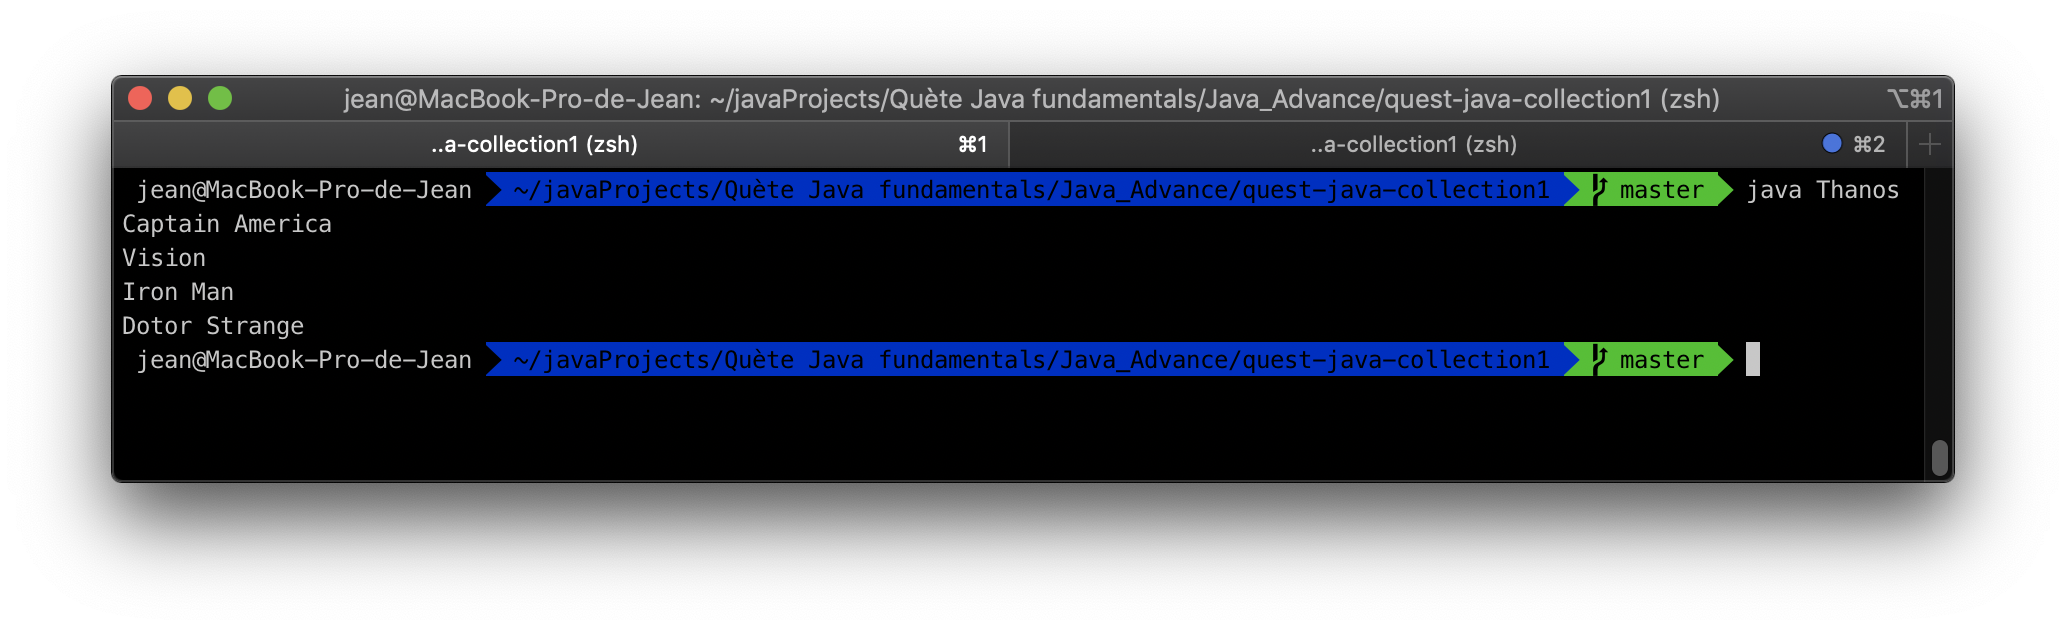 jean@MacBook-Pro-de-Jean: ~/javaProjects/Quète Java fundamentals/Java_Advance/quest-java-collection1 (zsh) ⌥⌘1
..a-collection1 (zsh) ⌘1 ..a-collection1 (zsh) ⌘2
jean@MacBook-Pro-de-Jean ~/javaProjects/Quète Java fundamentals/Java_Advance/quest-java-collection1 master java Thanos
Captain America
Vision
Iron Man
Dotor Strange
jean@MacBook-Pro-de-Jean ~/javaProjects/Quète Java fundamentals/Java_Advance/quest-java-collection1 master